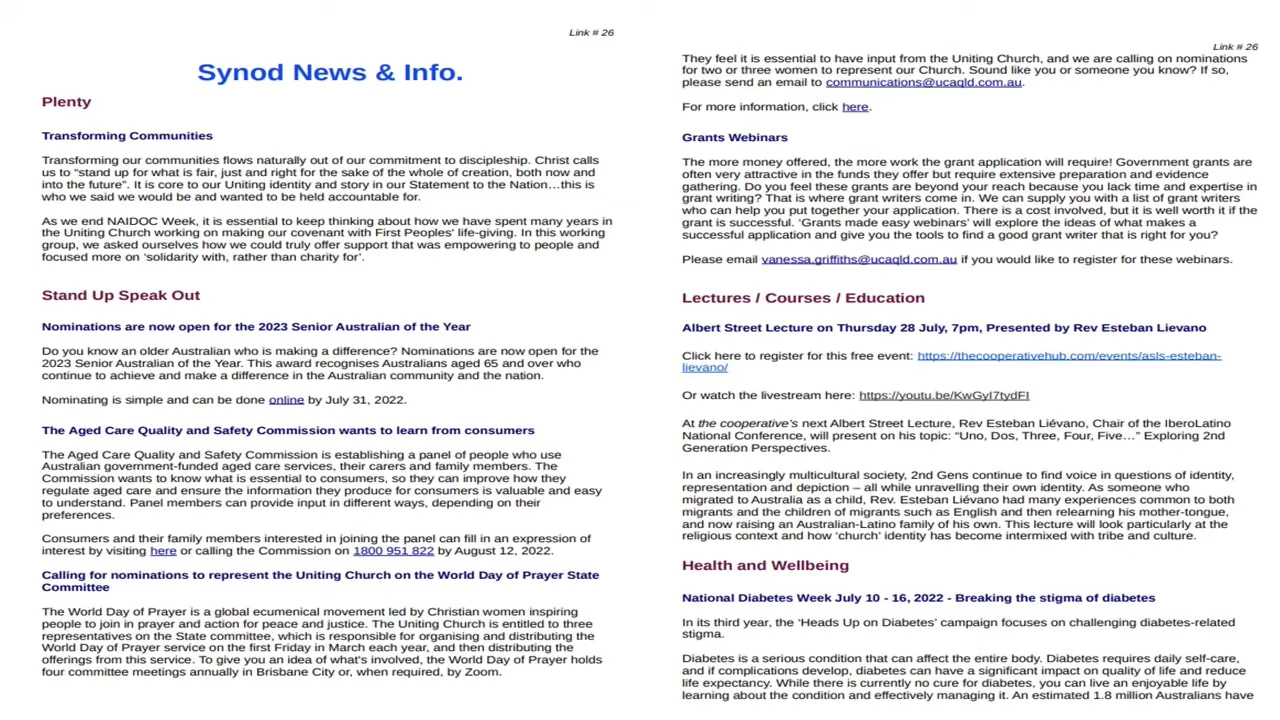 Link # 26
Synod News & Info.
Plenty
Transforming Communities
Transforming our communities flows naturally out of our commitment to discipleship. Christ calls
us to “stand up for what is fair, just and right for the sake of the whole of creation, both now and
into the future”. It is core to our Uniting identity and story in our Statement to the Nation…this is
who we said we would be and wanted to be held accountable for.
As we end NAIDOC Week, it is essential to keep thinking about how we have spent many years in
the Uniting Church working on making our covenant with First Peoples' life-giving. In this working
group, we asked ourselves how we could truly offer support that was empowering to people and
focused more on ‘solidarity with, rather than charity for’.
Stand Up Speak Out
Nominations are now open for the 2023 Senior Australian of the Year
Do you know an older Australian who is making a difference? Nominations are now open for the
2023 Senior Australian of the Year. This award recognises Australians aged 65 and over who
continue to achieve and make a difference in the Australian community and the nation.
Nominating is simple and can be done online by July 31, 2022.
The Aged Care Quality and Safety Commission wants to learn from consumers
The Aged Care Quality and Safety Commission is establishing a panel of people who use
Australian government-funded aged care services, their carers and family members. The
Commission wants to know what is essential to consumers, so they can improve how they
regulate aged care and ensure the information they produce for consumers is valuable and easy
to understand. Panel members can provide input in different ways, depending on their
preferences.
Consumers and their family members interested in joining the panel can fill in an expression of
interest by visiting here or calling the Commission on 1800 951 822 by August 12, 2022.
Calling for nominations to represent the Uniting Church on the World Day of Prayer State
Committee
The World Day of Prayer is a global ecumenical movement led by Christian women inspiring
people to join in prayer and action for peace and justice. The Uniting Church is entitled to three
representatives on the State committee, which is responsible for organising and distributing the
World Day of Prayer service on the first Friday in March each year, and then distributing the
offerings from this service. To give you an idea of what's involved, the World Day of Prayer holds
four committee meetings annually in Brisbane City or, when required, by Zoom.
Link # 26
They feel it is essential to have input from the Uniting Church, and we are calling on nominations
for two or three women to represent our Church. Sound like you or someone you know? If so,
please send an email to communications@ucaqld.com.au.
For more information, click here.
Grants Webinars
The more money offered, the more work the grant application will require! Government grants are
often very attractive in the funds they offer but require extensive preparation and evidence
gathering. Do you feel these grants are beyond your reach because you lack time and expertise in
grant writing? That is where grant writers come in. We can supply you with a list of grant writers
who can help you put together your application. There is a cost involved, but it is well worth it if the
grant is successful. ‘Grants made easy webinars’ will explore the ideas of what makes a
successful application and give you the tools to find a good grant writer that is right for you?
Please email vanessa.griffiths@ucaqld.com.au if you would like to register for these webinars.
Lectures / Courses / Education
Albert Street Lecture on Thursday 28 July, 7pm, Presented by Rev Esteban Lievano
Click here to register for this free event: https://thecooperativehub.com/events/asls-esteban-
lievano/
Or watch the livestream here: https://youtu.be/KwGyI7tydFI
At the cooperative’s next Albert Street Lecture, Rev Esteban Liévano, Chair of the IberoLatino
National Conference, will present on his topic: “Uno, Dos, Three, Four, Five…” Exploring 2nd
Generation Perspectives.
In an increasingly multicultural society, 2nd Gens continue to find voice in questions of identity,
representation and depiction – all while unravelling their own identity. As someone who
migrated to Australia as a child, Rev. Esteban Liévano had many experiences common to both
migrants and the children of migrants such as English and then relearning his mother-tongue,
and now raising an Australian-Latino family of his own. This lecture will look particularly at the
religious context and how ‘church’ identity has become intermixed with tribe and culture.
Health and Wellbeing
National Diabetes Week July 10 - 16, 2022 - Breaking the stigma of diabetes
In its third year, the ‘Heads Up on Diabetes’ campaign focuses on challenging diabetes-related
stigma.
Diabetes is a serious condition that can affect the entire body. Diabetes requires daily self-care,
and if complications develop, diabetes can have a significant impact on quality of life and reduce
life expectancy. While there is currently no cure for diabetes, you can live an enjoyable life by
learning about the condition and effectively managing it. An estimated 1.8 million Australians have